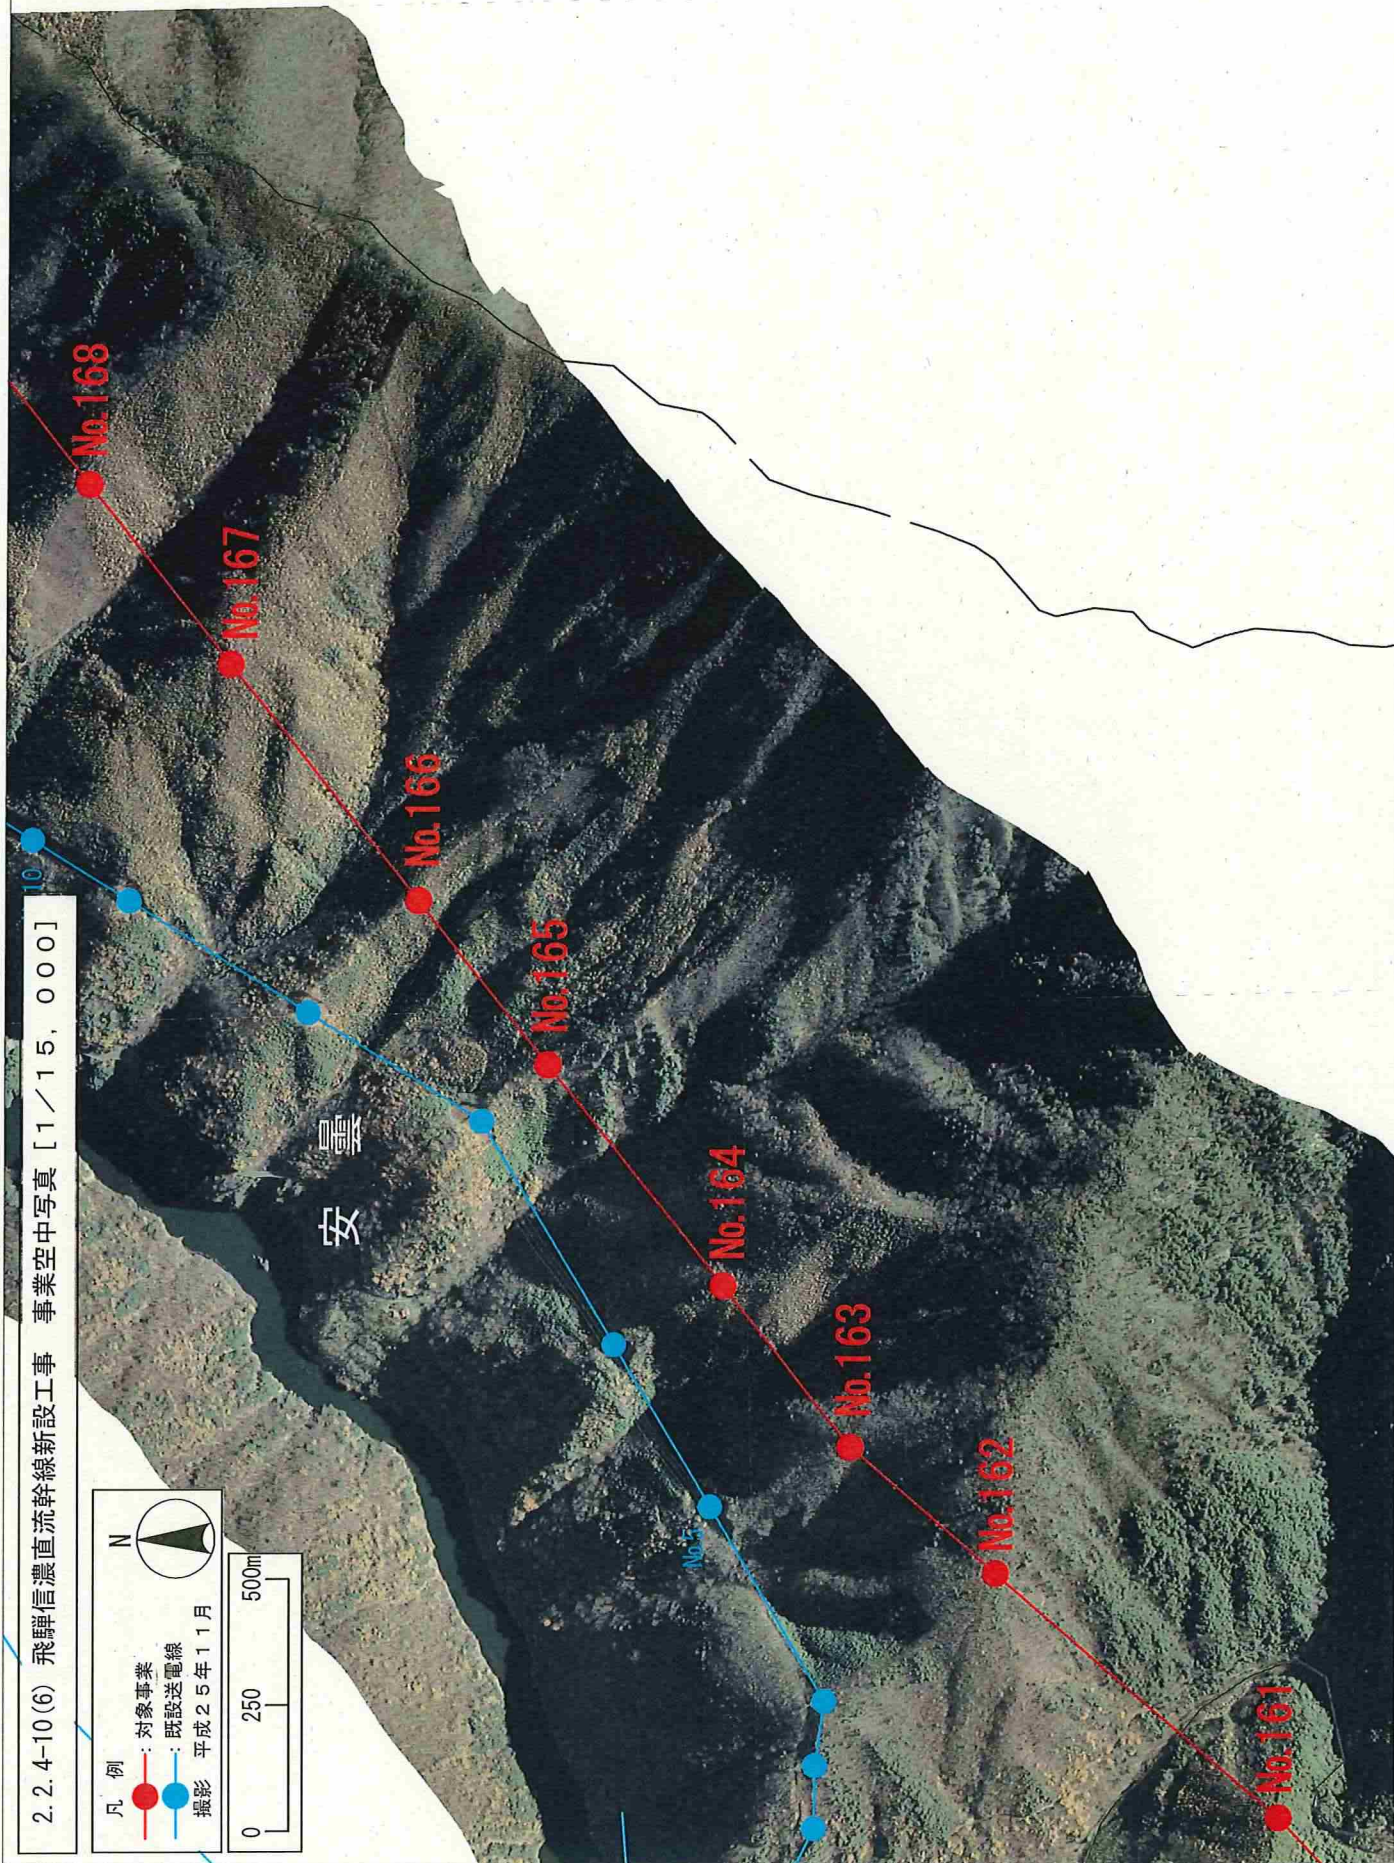 2.2.4-10(6) 飛騨信濃直流幹線新設工事 事業空中写真 [1/15,000]
凡 例
: 対象事業
: 既設送電線
撮影 平成25年11月
N
0 250 500m
安 曇
No.161
No.162
No.163
No.164
No.165
No.166
No.167
No.168
No.5
10